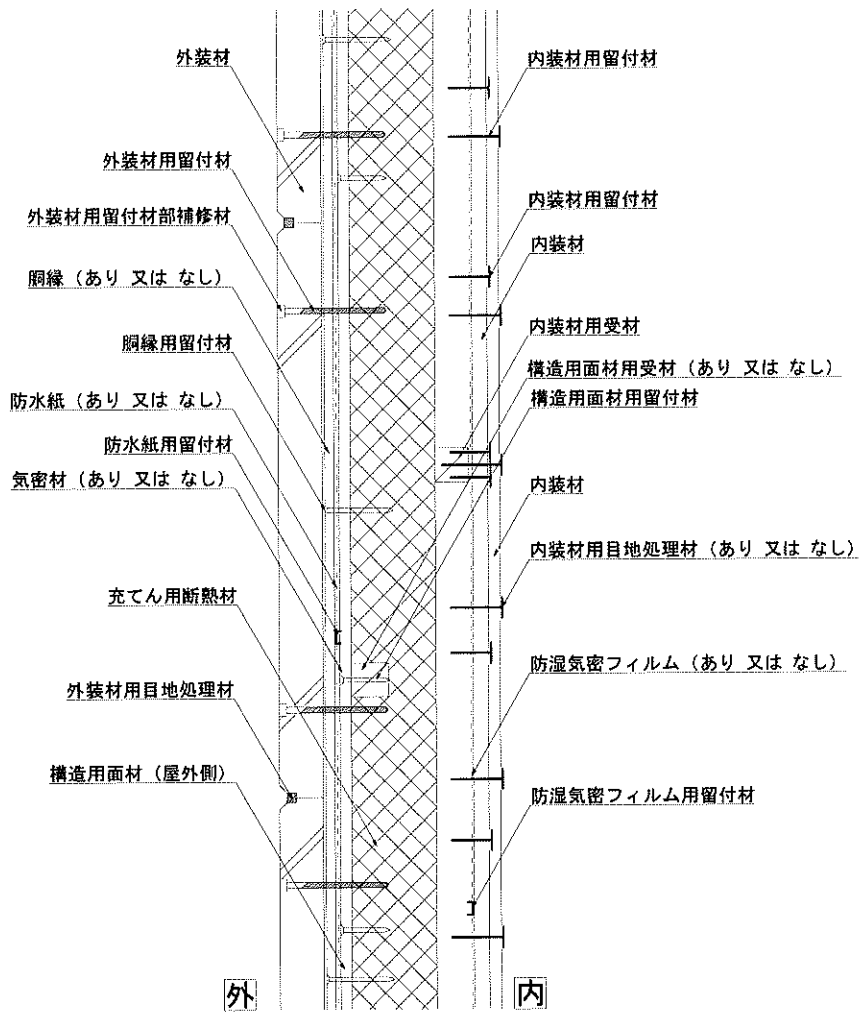 外装材
外装材用留付材
外装材用留付材部補修材
胴縁（あり 又は なし）
胴縁用留付材
防水紙（あり 又は なし）
防水紙用留付材
気密材（あり 又は なし）
充てん用断熱材
外装材用目地処理材
構造用面材（屋外側）
外
内装材用留付材
内装材用留付材
内装材
内装材用受材
構造用面材用受材（あり 又は なし）
構造用面材用留付材
内装材
内装材用目地処理材（あり 又は なし）
防湿気密フィルム（あり 又は なし）
防湿気密フィルム用留付材
内